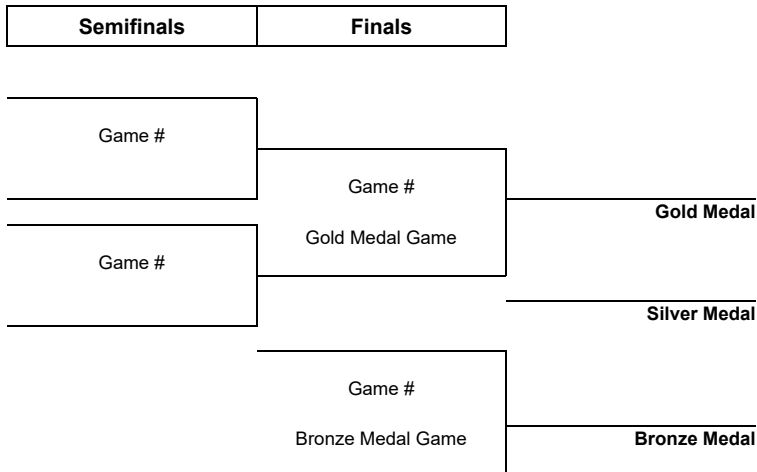 Semifinals Finals
Game #
Game #
Gold Medal
Gold Medal Game
Game #
Silver Medal
Game #
Bronze Medal Game Bronze Medal